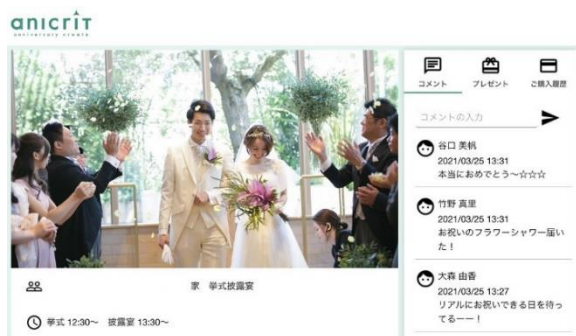 anicrit
anniversary create
コメント
プレゼント
ご購入履歴
コメントの入力
谷口 美帆
2021/03/25 13:31
本当におめでとう〜☆☆☆
竹野 真里
2021/03/25 13:31
お祝いのフラワーシャワー届い
た！
大森 由香
2021/03/25 13:27
リアルにお祝いできる日を待っ
てるーー！
家 挙式披露宴
挙式 12:30〜 披露宴 13:30〜